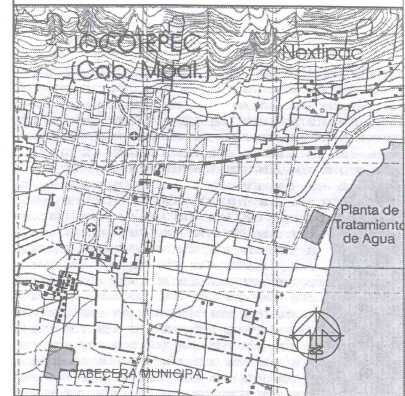 JOCOTEPEC
(Cab. Mpal.)
Nextipac
Planta de
Tratamiento
de Agua
CABECERA MUNICIPAL